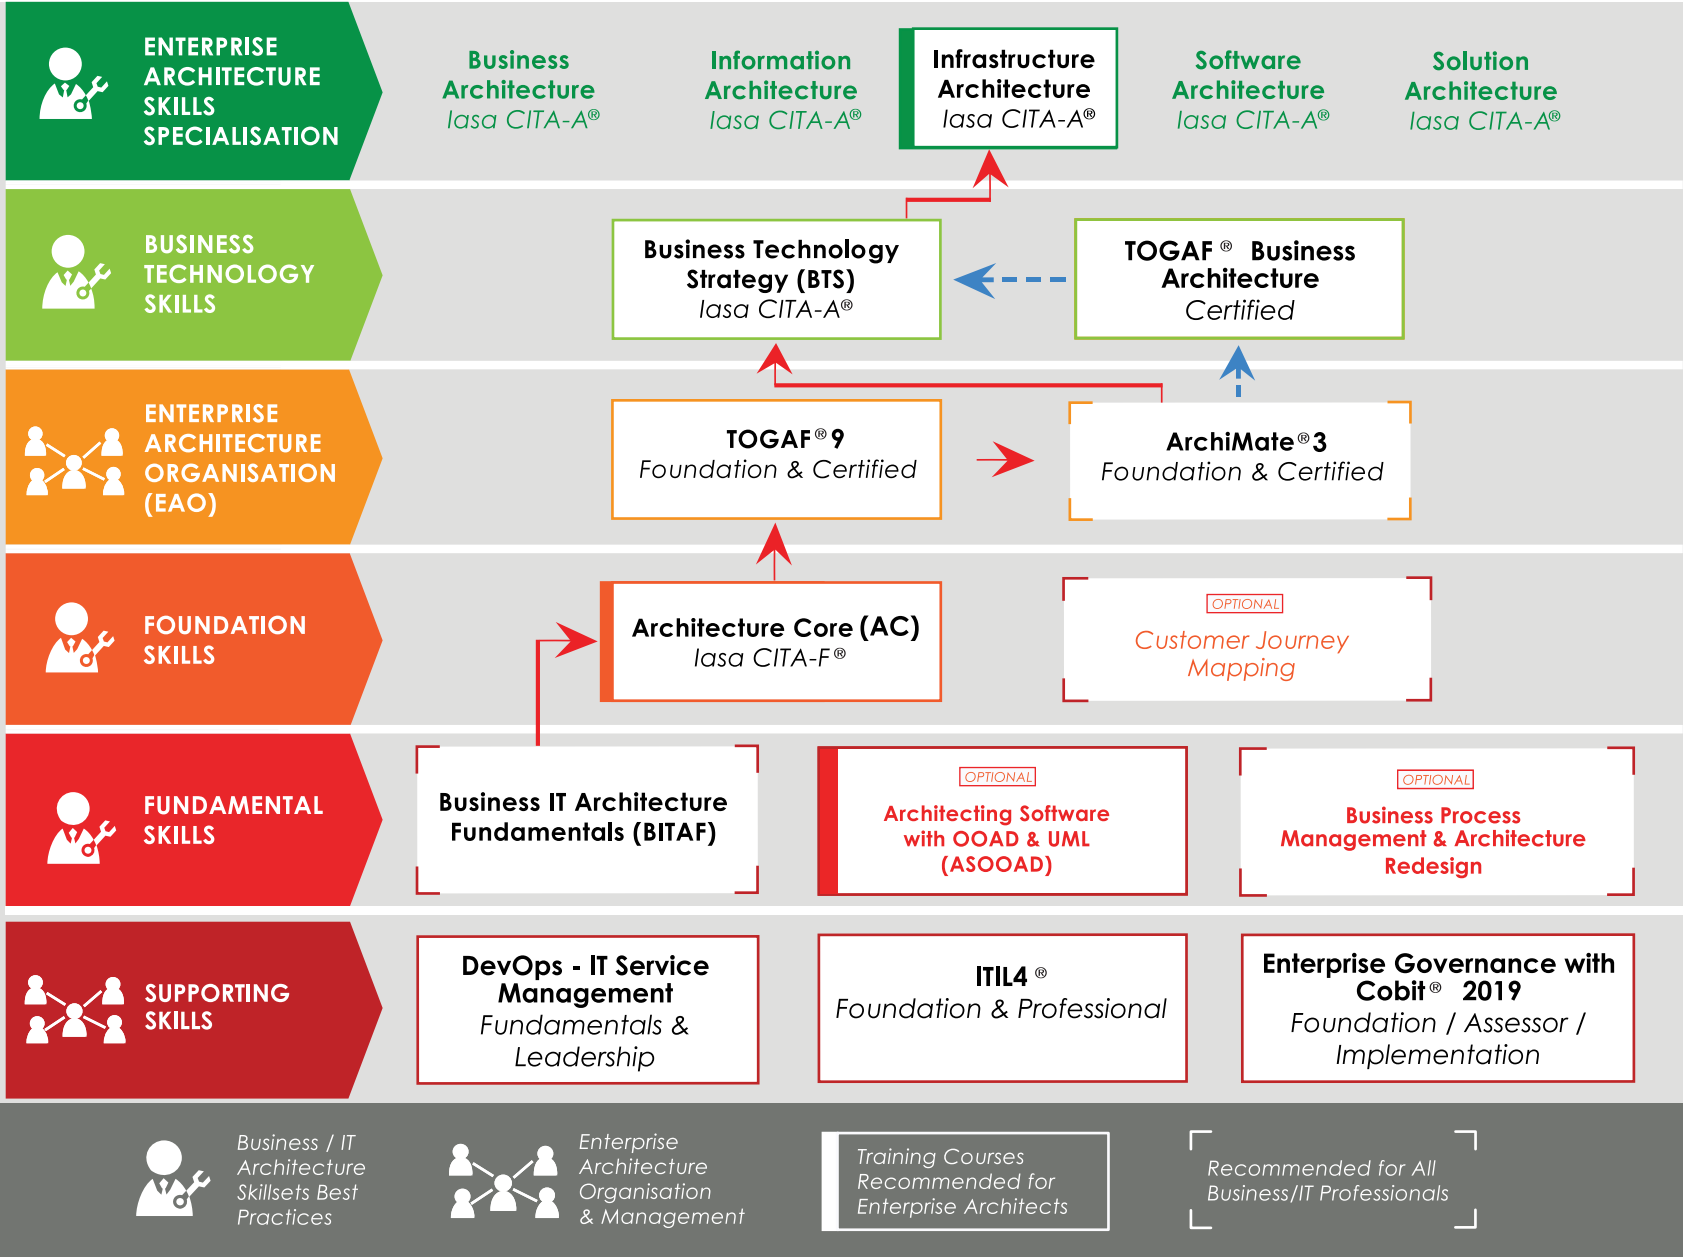 ENTERPRISE
ARCHITECTURE
SKILLS
SPECIALISATION
Business
Architecture
Iasa CITA-A®
Information
Architecture
Iasa CITA-A®
Infrastructure
Architecture
Iasa CITA-A®
Software
Architecture
Iasa CITA-A®
Solution
Architecture
Iasa CITA-A®
BUSINESS
TECHNOLOGY
SKILLS
Business Technology
Strategy (BTS)
Iasa CITA-A®
TOGAF® Business
Architecture
Certified
ENTERPRISE
ARCHITECTURE
ORGANISATION
(EAO)
TOGAF®9
Foundation & Certified
ArchiMate®3
Foundation & Certified
FOUNDATION
SKILLS
Architecture Core (AC)
Iasa CITA-F®
OPTIONAL
Customer Journey
Mapping
FUNDAMENTAL
SKILLS
Business IT Architecture
Fundamentals (BITAF)
OPTIONAL
Architecting Software
with OOAD & UML
(ASOOAD)
OPTIONAL
Business Process
Management & Architecture
Redesign
SUPPORTING
SKILLS
DevOps - IT Service
Management
Fundamentals &
Leadership
ITIL4®
Foundation & Professional
Enterprise Governance with
Cobit® 2019
Foundation / Assessor /
Implementation
Business / IT
Architecture
Skillsets Best
Practices
Enterprise
Architecture
Organisation
& Management
Training Courses
Recommended for
Enterprise Architects
Recommended for All
Business/IT Professionals